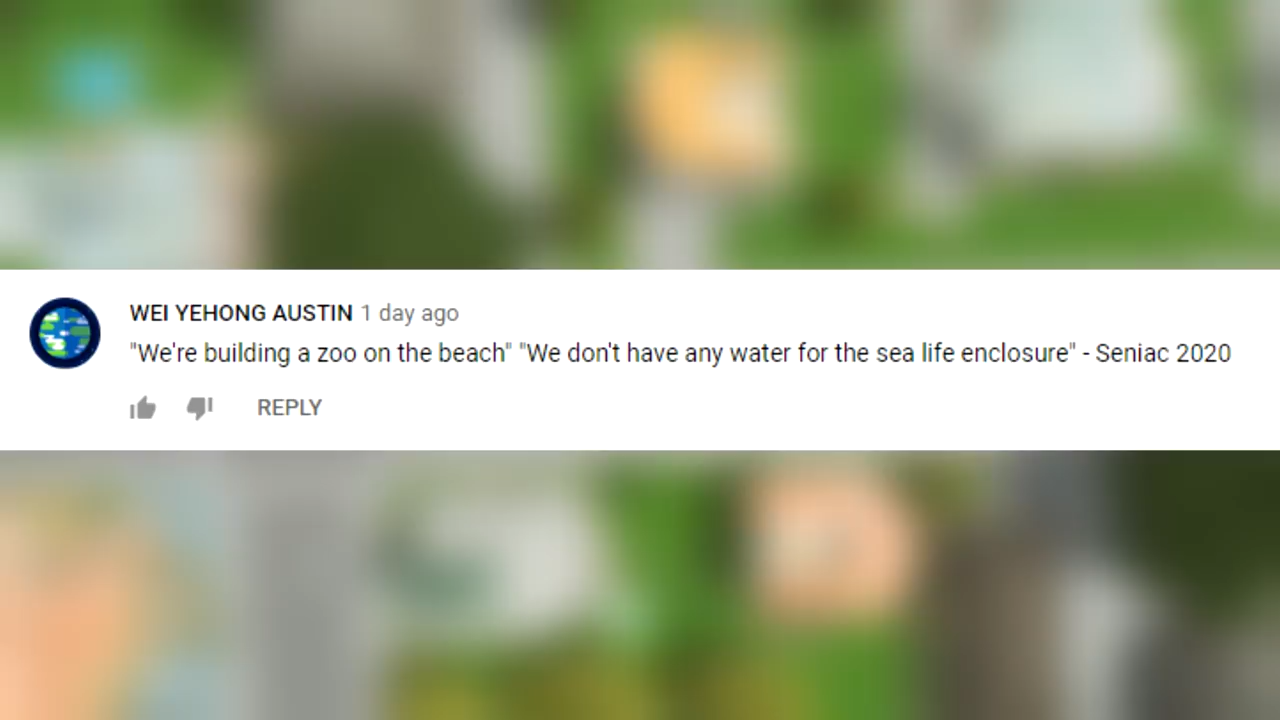 WEI YEHONG AUSTIN 1 day ago
"We're building a zoo on the beach" "We don't have any water for the sea life enclosure" - Seniac 2020
REPLY